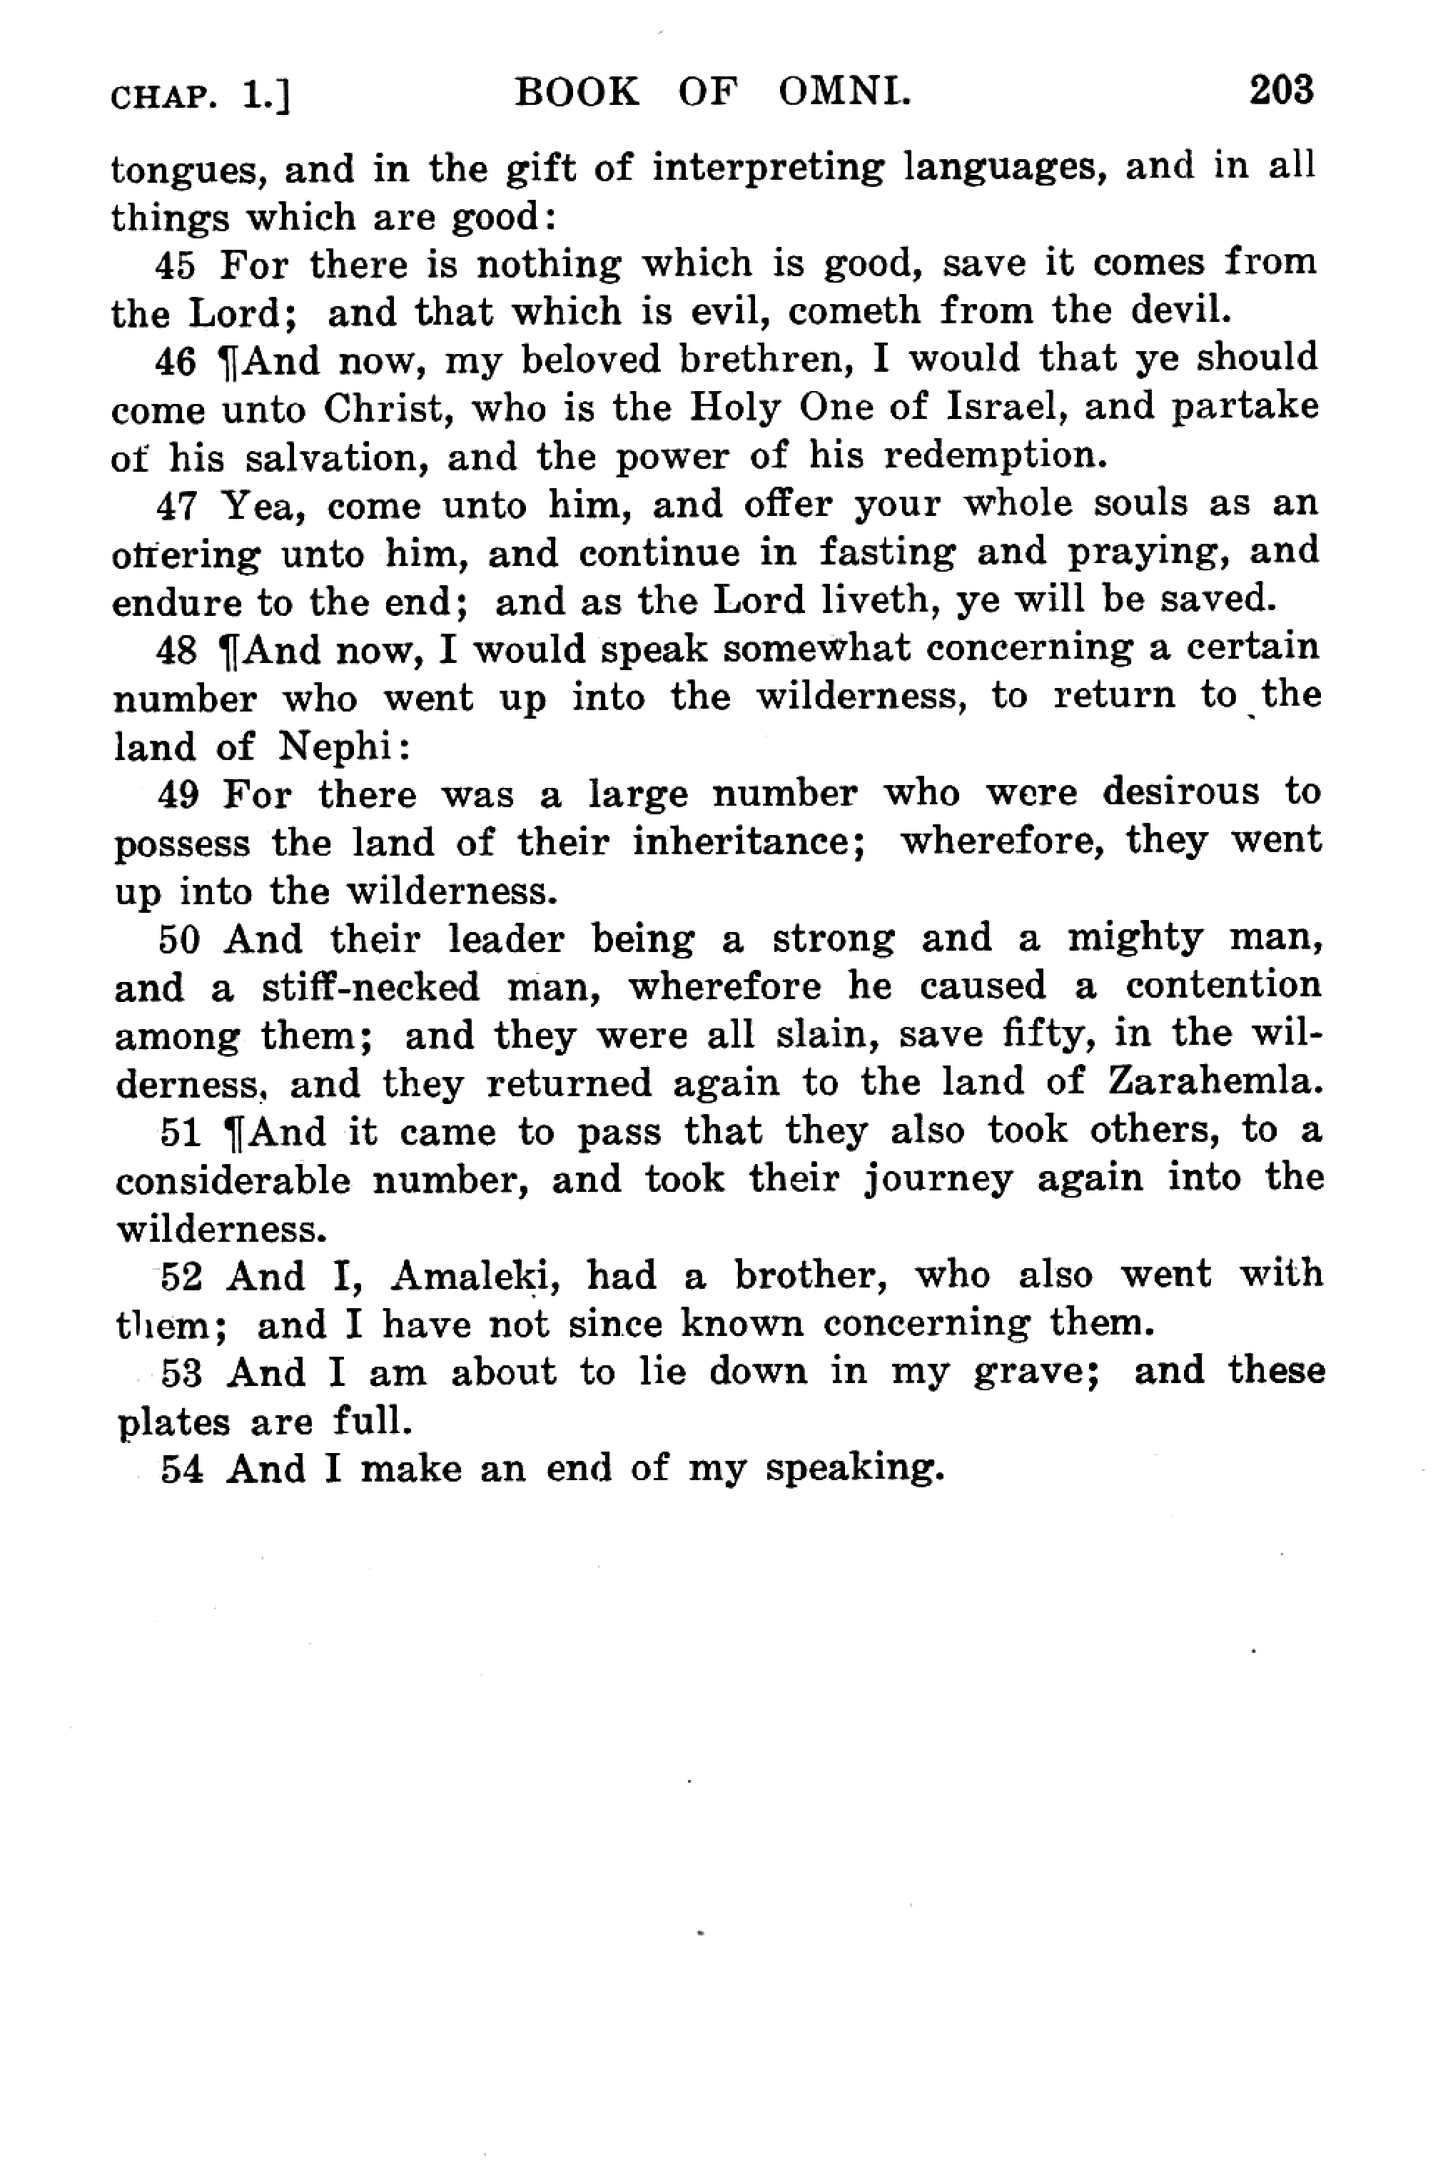 CHAP. 1.] BOOK OF OMNI. 203
tongues, and in the gift of interpreting languages, and in all
things which are good:
45 For there is nothing which is good, save it comes from
the Lord; and that which is evil, cometh from the devil.
46 ¶And now, my beloved brethren, I would that ye should
come unto Christ, who is the Holy One of Israel, and partake
of his salvation, and the power of his redemption.
47 Yea, come unto him, and offer your whole souls as an
offering unto him, and continue in fasting and praying, and
endure to the end; and as the Lord liveth, ye will be saved.
48 ¶And now, I would speak somewhat concerning a certain
number who went up into the wilderness, to return to the
land of Nephi:
49 For there was a large number who were desirous to
possess the land of their inheritance; wherefore, they went
up into the wilderness.
50 And their leader being a strong and a mighty man,
and a stiff-necked man, wherefore he caused a contention
among them; and they were all slain, save fifty, in the wil-
derness, and they returned again to the land of Zarahemla.
51 ¶And it came to pass that they also took others, to a
considerable number, and took their journey again into the
wilderness.
52 And I, Amaleki, had a brother, who also went with
them; and I have not since known concerning them.
53 And I am about to lie down in my grave; and these
plates are full.
54 And I make an end of my speaking.